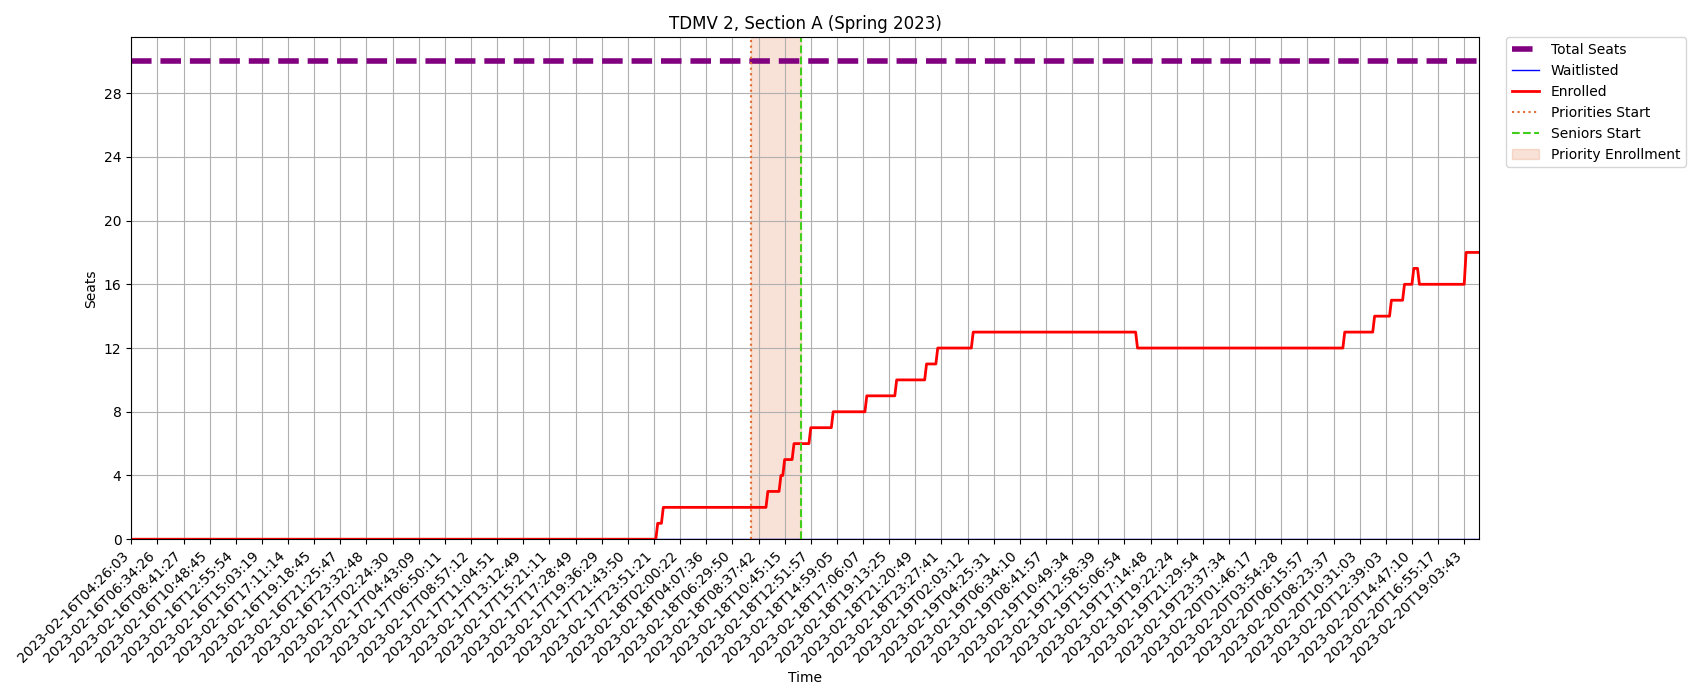 TDMV 2, Section A (Spring 2023)
Total Seats
Waitlisted
Enrolled
Priorities Start
Seniors Start
Priority Enrollment
Seats
28
24
20
16
12
8
4
0
2023-02-16T04:26:03
2023-02-16T06:34:26
2023-02-16T08:41:27
2023-02-16T10:48:45
2023-02-16T12:55:54
2023-02-16T15:03:19
2023-02-16T17:11:14
2023-02-16T19:18:45
2023-02-16T21:25:47
2023-02-16T23:32:48
2023-02-17T02:24:30
2023-02-17T04:43:09
2023-02-17T06:50:11
2023-02-17T08:57:12
2023-02-17T11:04:51
2023-02-17T13:12:49
2023-02-17T15:21:11
2023-02-17T17:28:49
2023-02-17T19:36:29
2023-02-17T21:43:50
2023-02-17T23:51:21
2023-02-18T02:00:22
2023-02-18T04:07:36
2023-02-18T06:29:50
2023-02-18T08:37:42
2023-02-18T10:45:15
2023-02-18T12:51:57
2023-02-18T14:59:05
2023-02-18T17:06:07
2023-02-18T19:13:25
2023-02-18T21:20:49
2023-02-18T23:27:41
2023-02-19T02:03:12
2023-02-19T04:25:31
2023-02-19T06:34:10
2023-02-19T08:41:57
2023-02-19T10:49:34
2023-02-19T12:58:39
2023-02-19T15:06:54
2023-02-19T17:14:48
2023-02-19T19:22:24
2023-02-19T21:29:54
2023-02-19T23:37:34
2023-02-20T01:46:17
2023-02-20T03:54:28
2023-02-20T06:15:57
2023-02-20T08:23:37
2023-02-20T10:31:03
2023-02-20T12:39:03
2023-02-20T14:47:10
2023-02-20T16:55:17
2023-02-20T19:03:43
Time